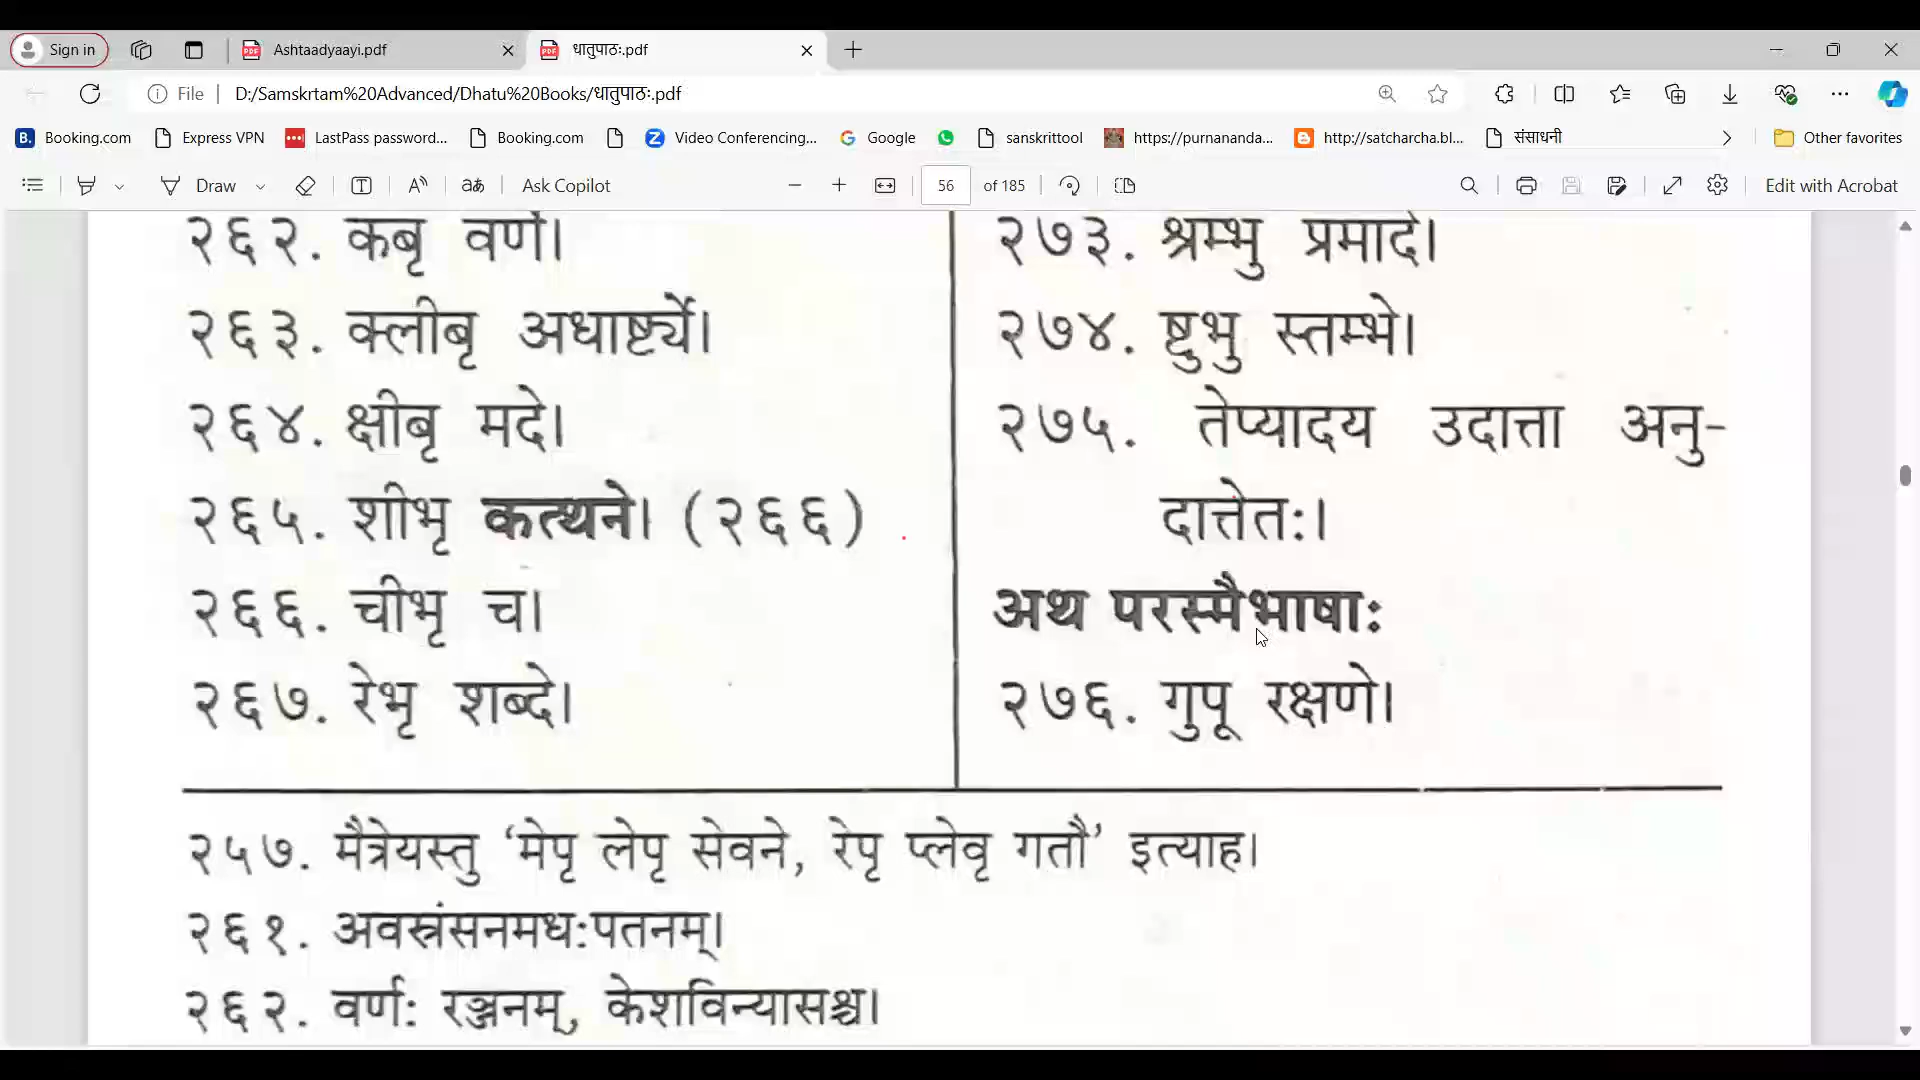 Sign in
Ashtaadyaayi.pdf
धातुपाठः.pdf
File
D:/Samskrtam%20Advanced/Dhatu%20Books/धातुपाठः.pdf
Booking.com
Express VPN
LastPass password...
Booking.com
Video Conferencing...
Google
sanskrittool
https://purnananda...
http://satcharcha.bl...
संसाधनी
Other favorites
Draw
Ask Copilot
56 of 185
Edit with Acrobat
२६२. कबृ वर्णे।
२६३. क्लीबृ अधार्ष्ट्ये।
२६४. क्षीबृ मदे।
२६५. शीभृ कत्थने। (२६६)
२६६. चीभृ च।
२६७. रेभृ शब्दे।
२७३. श्रम्भु प्रमादे।
२७४. ष्टुभु स्तम्भे।
२७५. तेप्यादय उदात्ता अनु-
दात्तेतः।
अथ परस्मैभाषाः
२७६. गुपू रक्षणे।
२५७. मैत्रेयस्तु ‘मेपृ लेपृ सेवने, रेपृ प्लेवृ गतौ’ इत्याह।
२६१. अवस्रंसनमधःपतनम्।
२६२. वर्णः रञ्जनम्, केशविन्यासश्च।